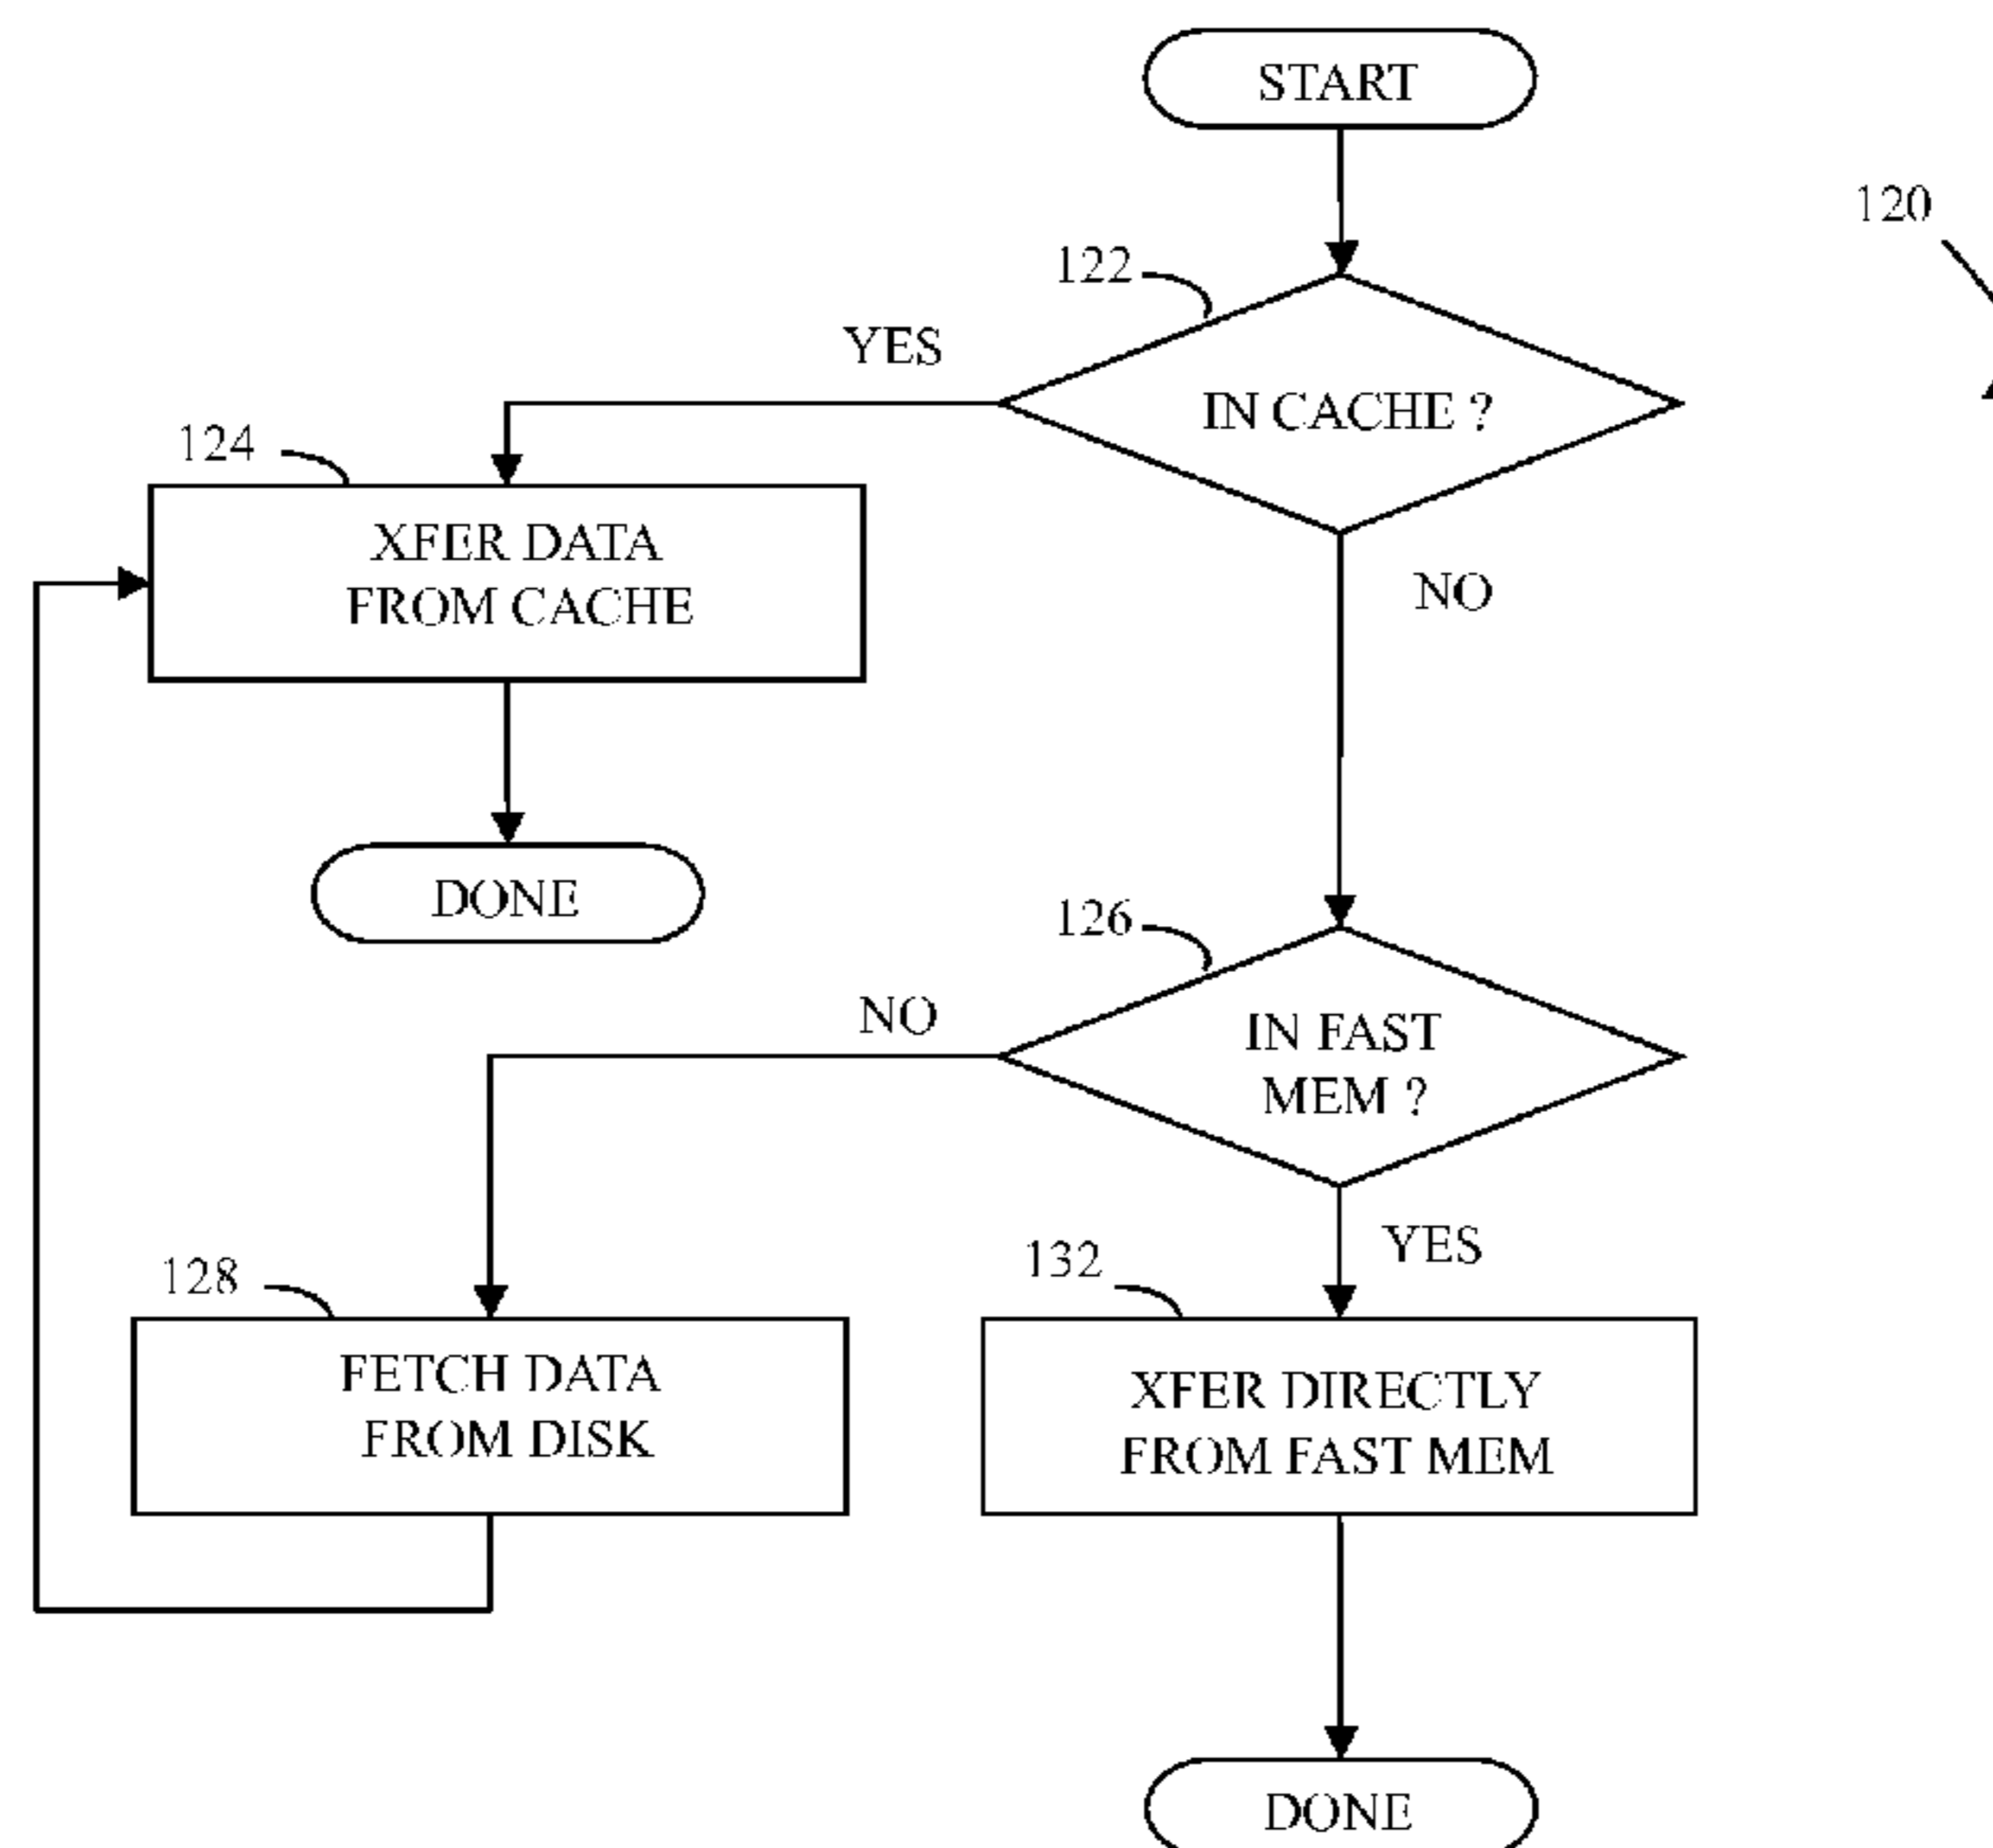 START
120
122
YES
IN CACHE ?
124
XFER DATA
FROM CACHE
NO
DONE
126
NO
IN FAST
MEM ?
YES
128
132
FETCH DATA
FROM DISK
XFER DIRECTLY
FROM FAST MEM
DONE